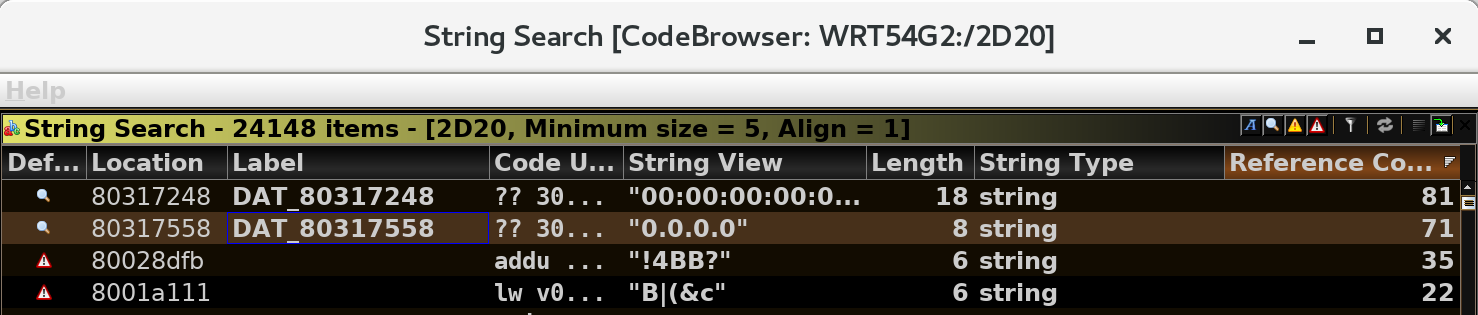 String Search [CodeBrowser: WRT54G2:/2D20]
Help
String Search - 24148 items - [2D20, Minimum size = 5, Align = 1]
Def... Location Label Code U... String View Length String Type Reference Co...
80317248 DAT_80317248 ?? 30... "00:00:00:00:0... 18 string 81
80317558 DAT_80317558 ?? 30... "0.0.0.0" 8 string 71
80028dfb addu ... "!4BB?" 6 string 35
8001a111 lw v0... "B|(&c" 6 string 22